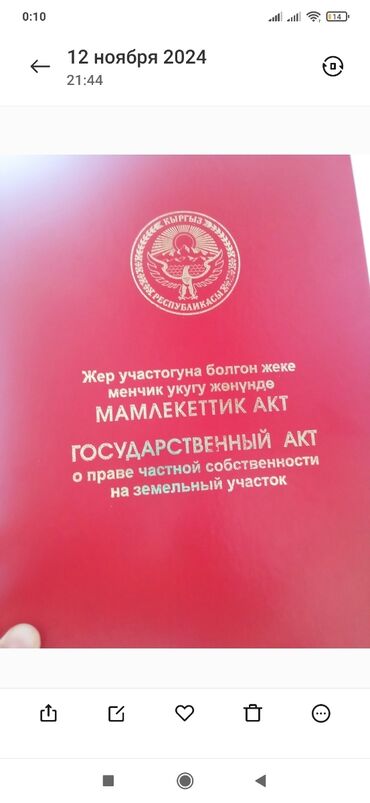 0:10
14
12 ноября 2024
21:44
КЫРГЫЗ
РЕСПУБЛИКАСЫ
Жер участогуна болгон жеке
менчик укугу жөнүндө
МАМЛЕКЕТТИК АКТ
ГОСУДАРСТВЕННЫЙ АКТ
о праве частной собственности
на земельный участок